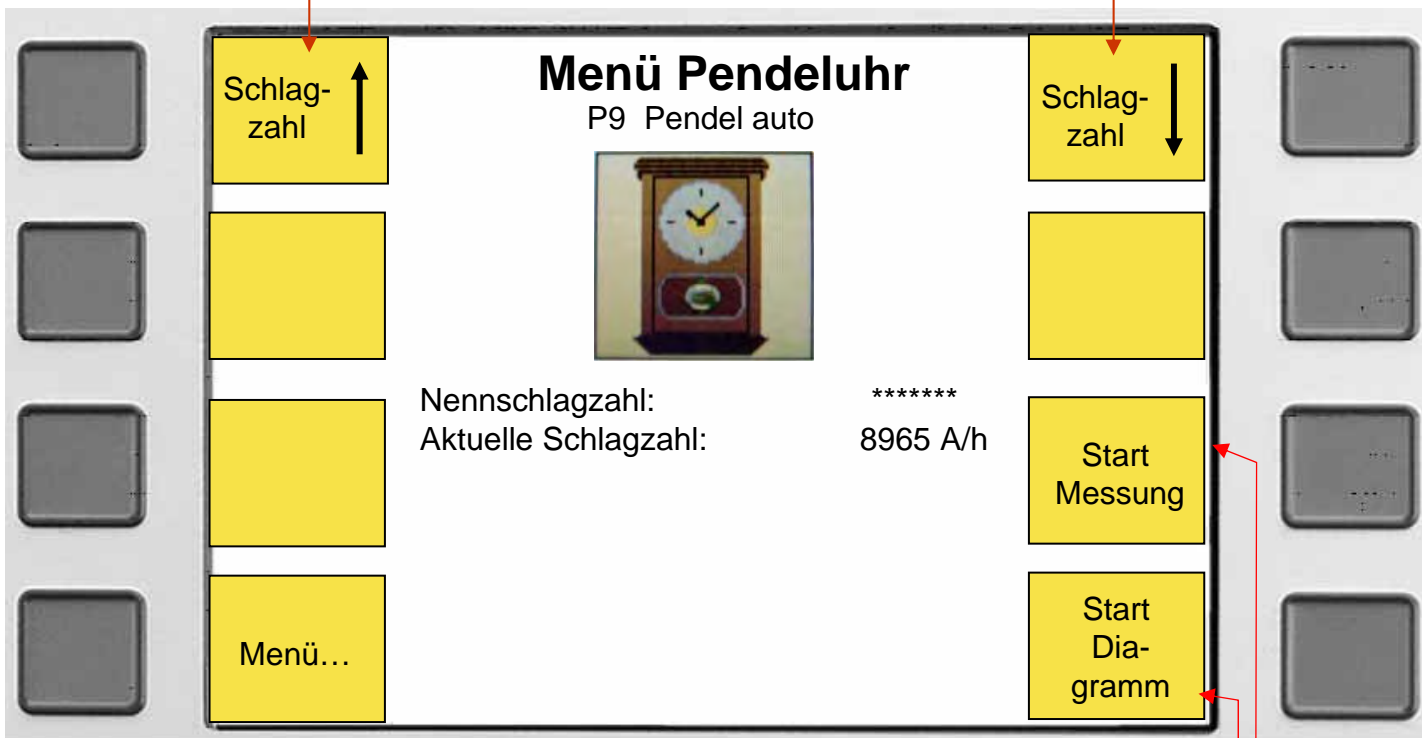 Schlag-
zahl
Menü Pendeluhr
P9 Pendel auto
Schlag-
zahl
Nennschlagzahl: *******
Aktuelle Schlagzahl: 8965 A/h
Start
Messung
Menü…
Start
Dia-
gramm